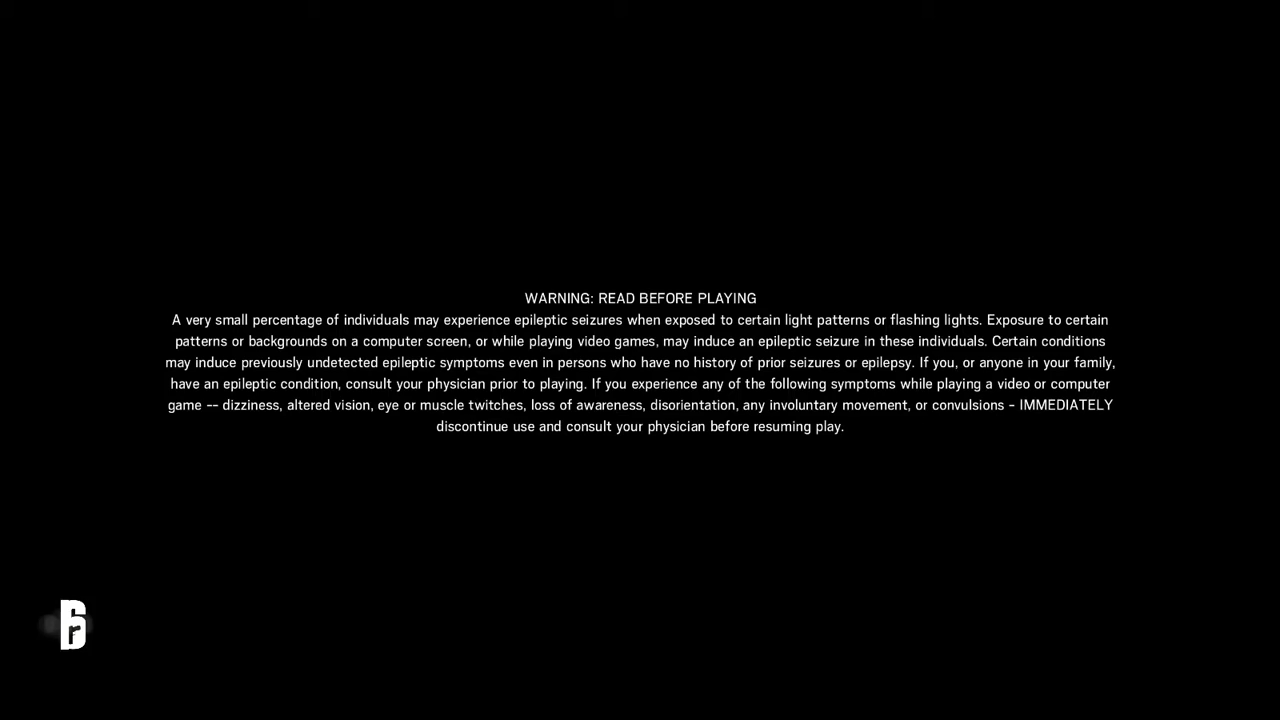 WARNING: READ BEFORE PLAYING
A very small percentage of individuals may experience epileptic seizures when exposed to certain light patterns or flashing lights. Exposure to certain
patterns or backgrounds on a computer screen, or while playing video games, may induce an epileptic seizure in these individuals. Certain conditions
may induce previously undetected epileptic symptoms even in persons who have no history of prior seizures or epilepsy. If you, or anyone in your family,
have an epileptic condition, consult your physician prior to playing. If you experience any of the following symptoms while playing a video or computer
game -- dizziness, altered vision, eye or muscle twitches, loss of awareness, disorientation, any involuntary movement, or convulsions - IMMEDIATELY
discontinue use and consult your physician before resuming play.
6